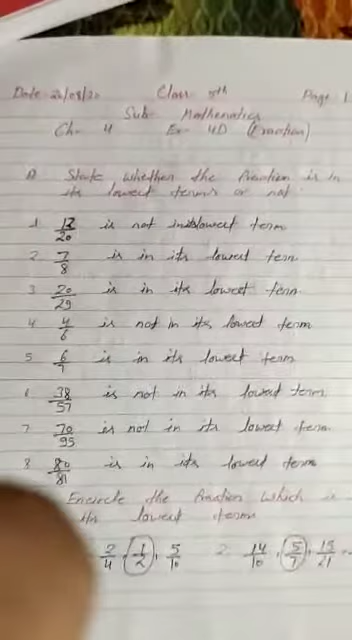 Date 22/08/20 Class 5th Page 1
Sub- Mathematics
Ch- 4 Ex- 4D (Fraction)
A State whether the fraction is in
its lowest terms or not
1 12/20 is not in its lowest term
2 7/8 is in its lowest term
3 20/29 is in its lowest term
4 4/6 is not in its lowest term
5 6/7 is in its lowest term
6 38/57 is not in its lowest term
7 70/95 is not in its lowest term
8 80/81 is in its lowest term
Encircle the fraction which is
its lowest term
2/4, 1/2, 5/10 2. 14/10, 5/7, 15/21